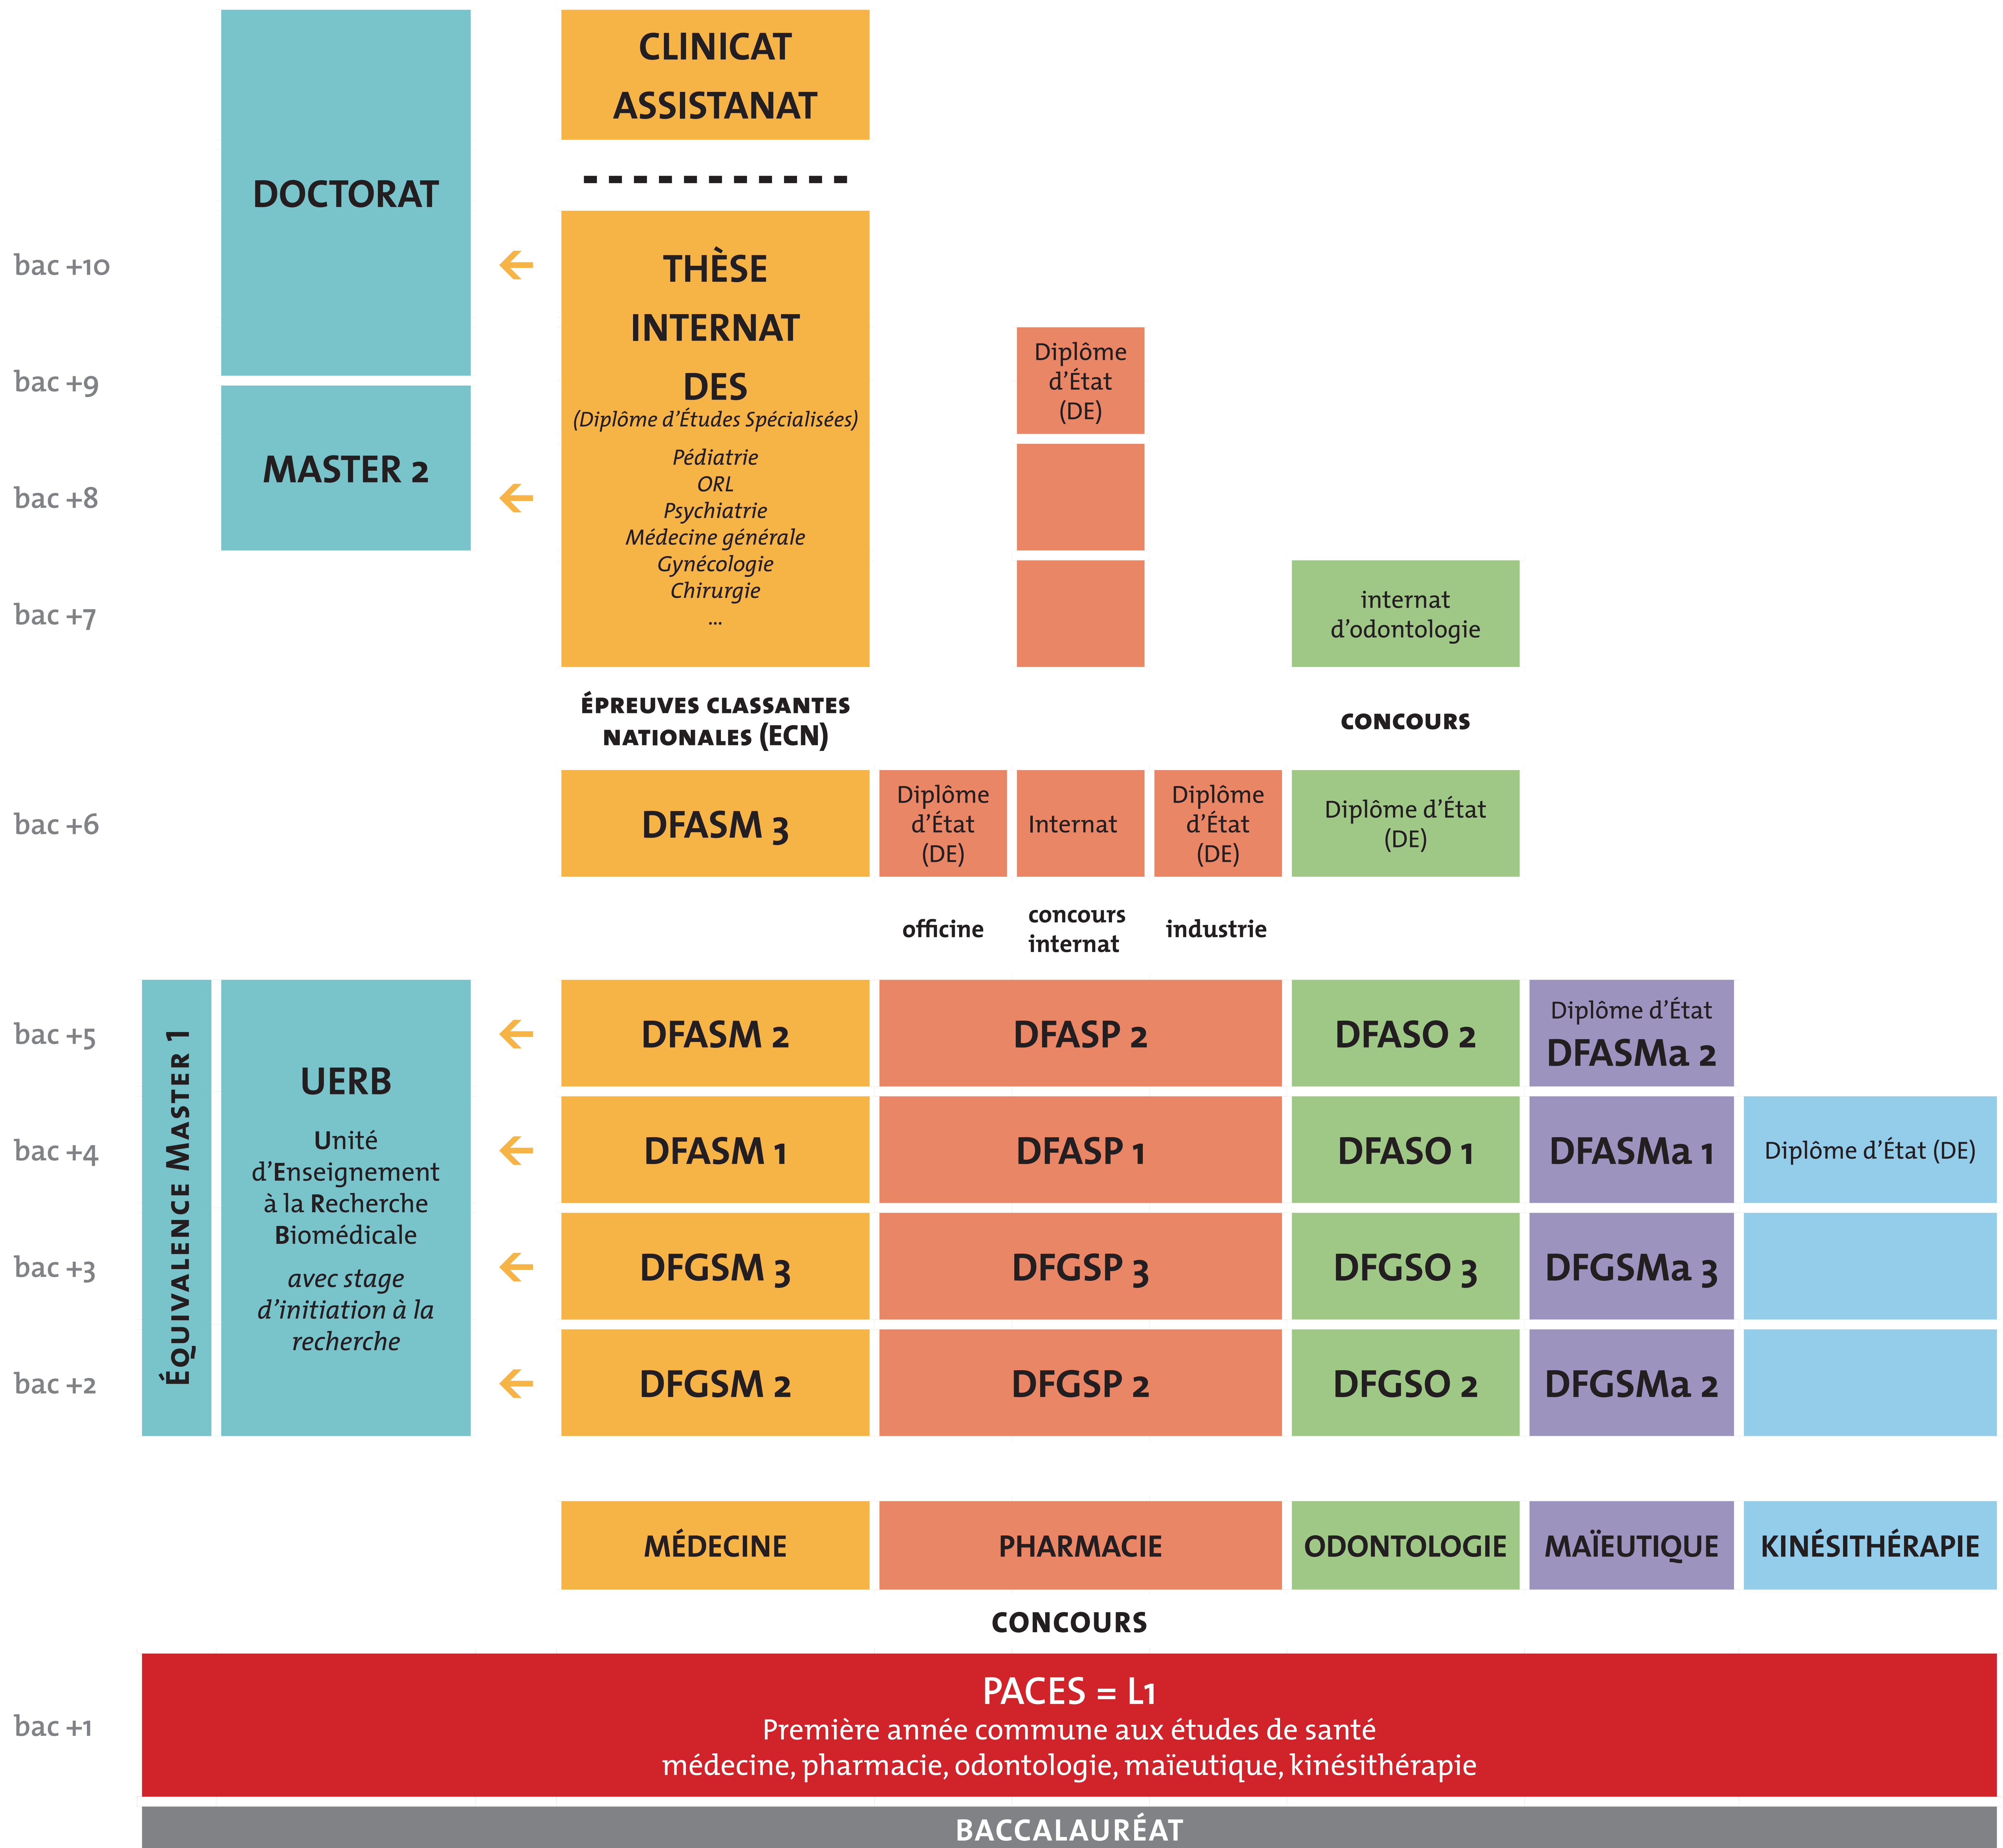 CLINICAT
ASSISTANAT
DOCTORAT
bac +10
THÈSE
INTERNAT
DES
(Diplôme d'Études Spécialisées)
Pédiatrie
ORL
Psychiatrie
Médecine générale
Gynécologie
Chirurgie
...
Diplôme
d'État
(DE)
bac +9
MASTER 2
bac +8
bac +7
internat
d'odontologie
ÉPREUVES CLASSANTES
NATIONALES (ECN)
CONCOURS
bac +6
DFASM 3
Diplôme
d'État
(DE)
Internat
Diplôme
d'État
(DE)
Diplôme d'État
(DE)
officine
concours
internat
industrie
bac +5
ÉQUIVALENCE MASTER 1
UERB
Unité
d'Enseignement
à la Recherche
Biomédicale
avec stage
d'initiation à la
recherche
DFASM 2
DFASP 2
DFASO 2
Diplôme d'État
DFASMa 2
bac +4
DFASM 1
DFASP 1
DFASO 1
DFASMa 1
Diplôme d'État (DE)
bac +3
DFGSM 3
DFGSP 3
DFGSO 3
DFGSMa 3
bac +2
DFGSM 2
DFGSP 2
DFGSO 2
DFGSMa 2
MÉDECINE
PHARMACIE
ODONTOLOGIE
MAÏEUTIQUE
KINÉSITHÉRAPIE
CONCOURS
bac +1
PACES = L1
Première année commune aux études de santé
médecine, pharmacie, odontologie, maïeutique, kinésithérapie
BACCALAURÉAT